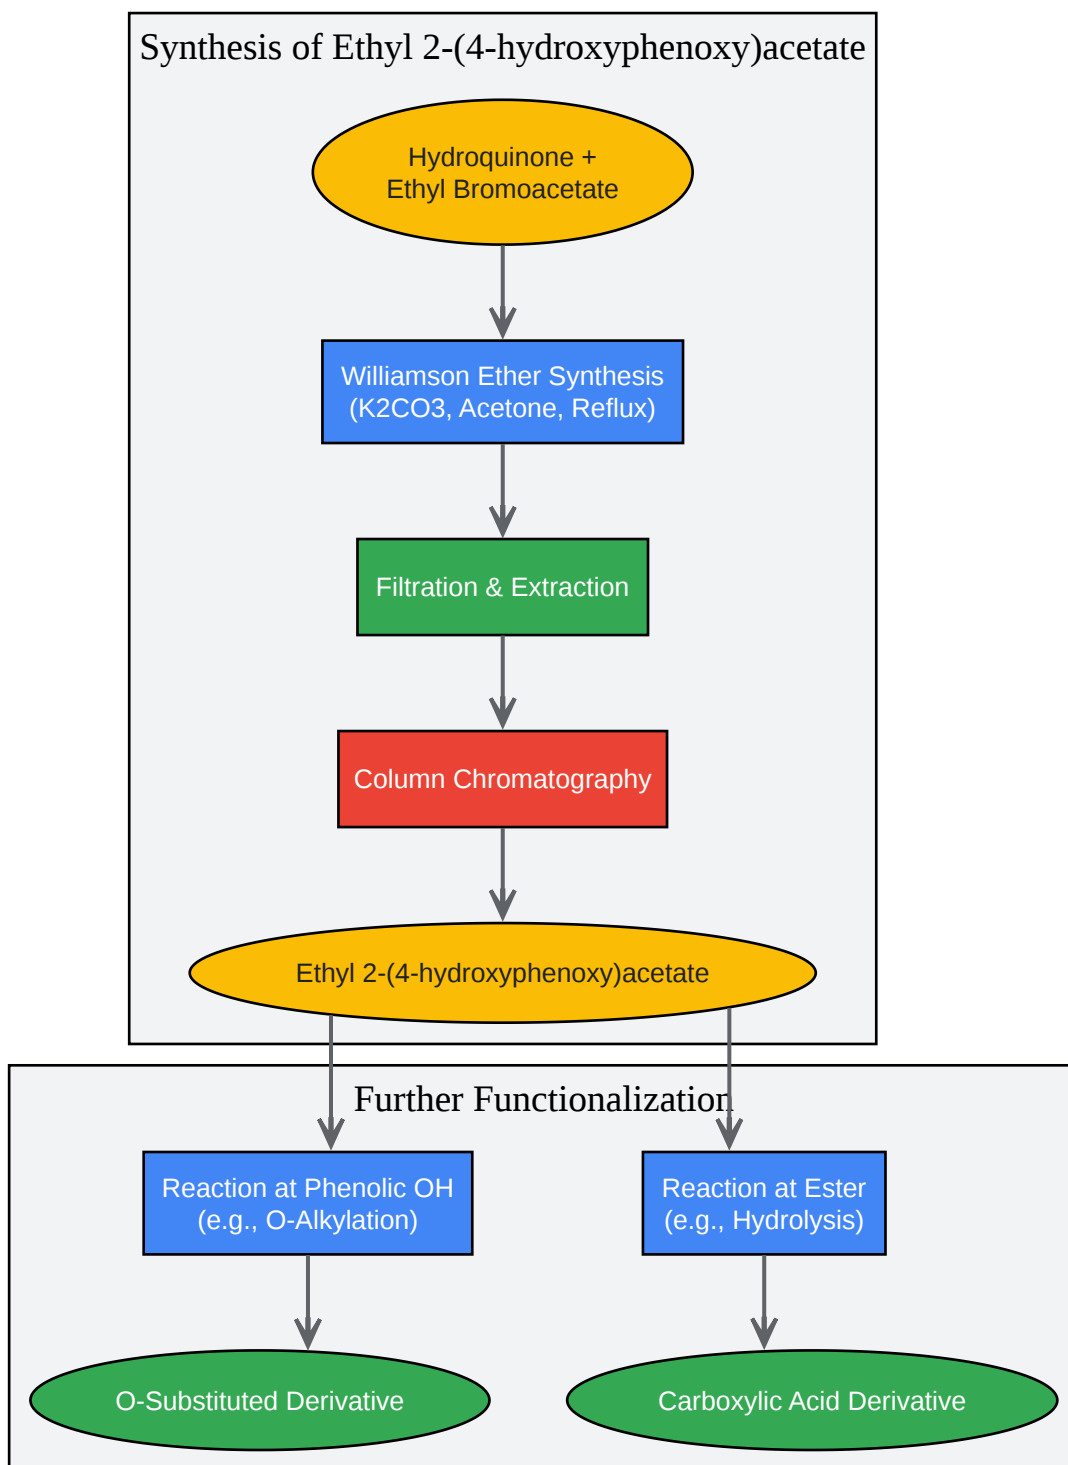 Synthesis of Ethyl 2-(4-hydroxyphenoxy)acetate
Hydroquinone +
Ethyl Bromoacetate
Williamson Ether Synthesis
(K2CO3, Acetone, Reflux)
Filtration & Extraction
Column Chromatography
Ethyl 2-(4-hydroxyphenoxy)acetate
Further Functionalization
Reaction at Phenolic OH
(e.g., O-Alkylation)
Reaction at Ester
(e.g., Hydrolysis)
O-Substituted Derivative
Carboxylic Acid Derivative